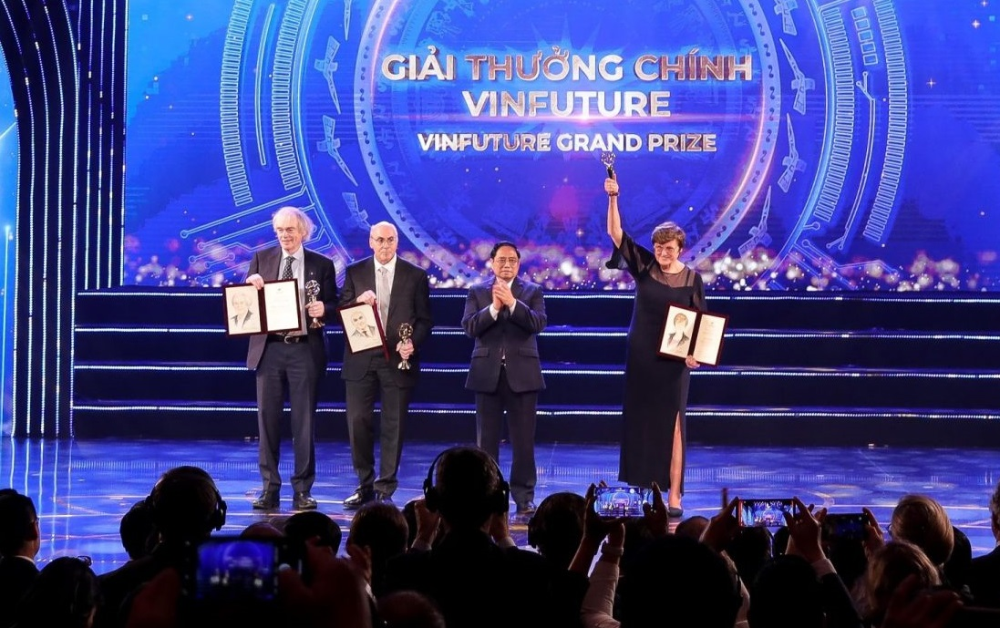 GIẢI THƯỞNG CHÍNH
VINFUTURE
VINFUTURE GRAND PRIZE